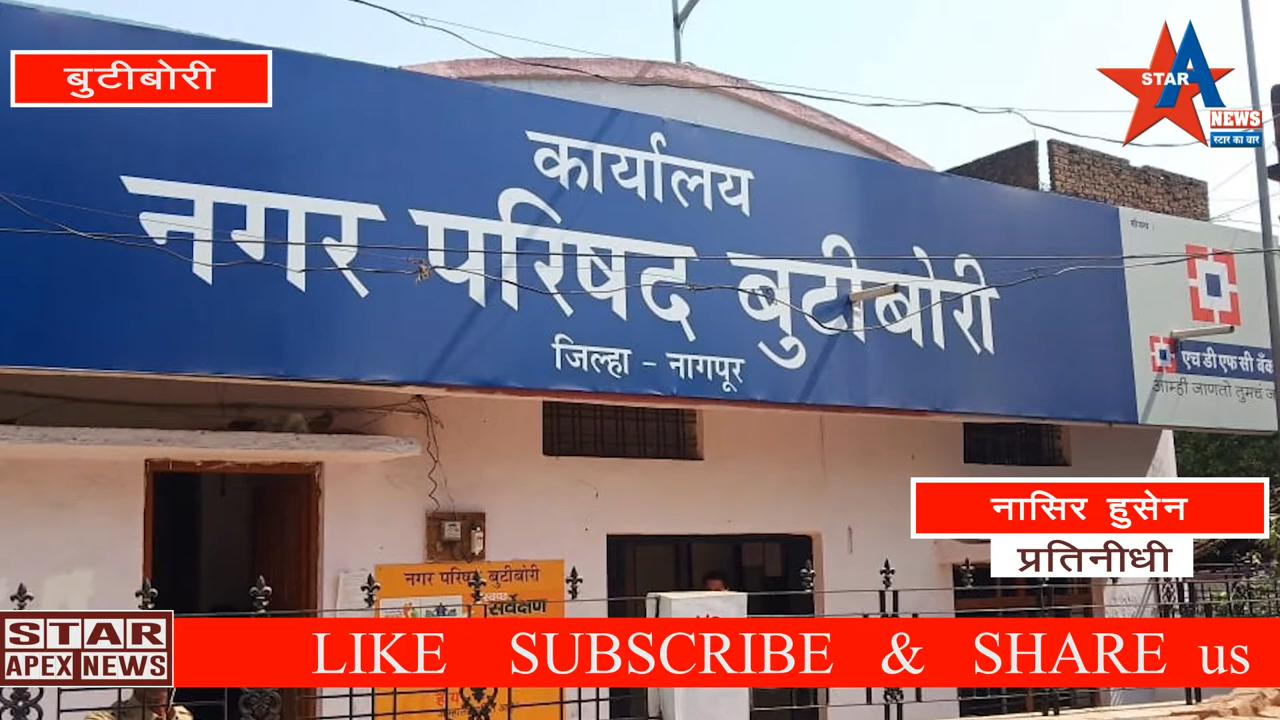 बुटीबोरी
STAR A
NEWS
स्टार का वार
कार्यालय
नगर परिषद बुटीबोरी
जिल्हा - नागपूर
एच डी एफ सी बँक
आम्ही जाणतो तुमचं
नासिर हुसेन
प्रतिनीधी
नगर परिषद बुटीबोरी
सर्वेक्षण
STAR
APEX NEWS
LIKE SUBSCRIBE & SHARE us